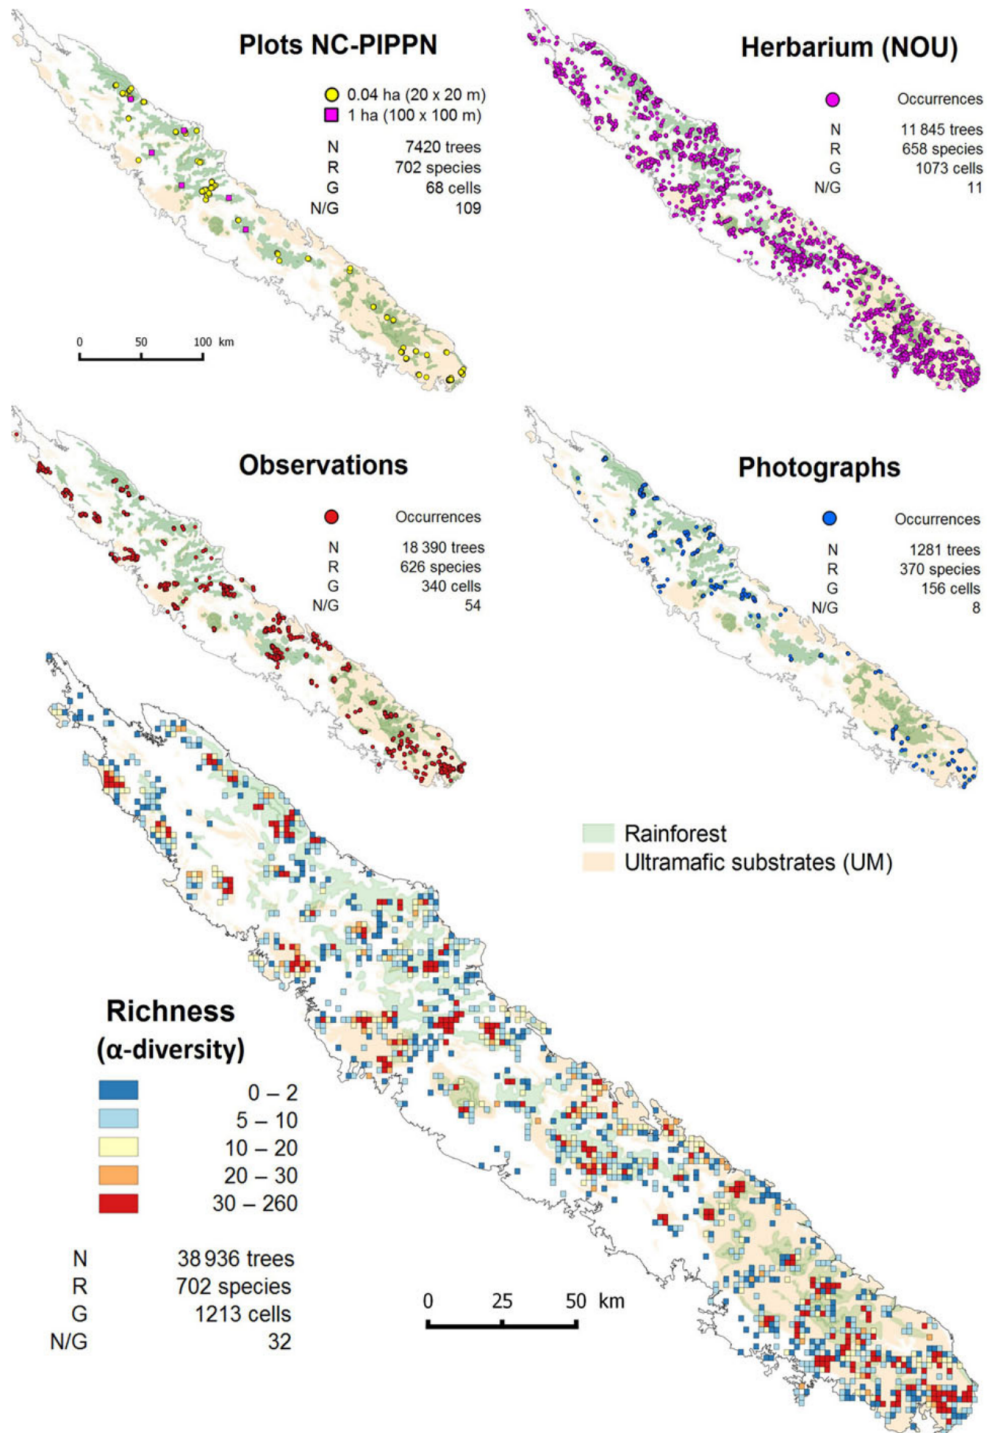 Plots NC-PIPPN
0.04 ha (20 x 20 m)
1 ha (100 x 100 m)
N 7420 trees
R 702 species
G 68 cells
N/G 109
0 50 100 km
Herbarium (NOU)
Occurrences
N 11 845 trees
R 658 species
G 1073 cells
N/G 11
Observations
Occurrences
N 18 390 trees
R 626 species
G 340 cells
N/G 54
Photographs
Occurrences
N 1281 trees
R 370 species
G 156 cells
N/G 8
Rainforest
Ultramafic substrates (UM)
Richness
(α-diversity)
0 – 2
5 – 10
10 – 20
20 – 30
30 – 260
N 38 936 trees
R 702 species
G 1213 cells
N/G 32
0 25 50 km